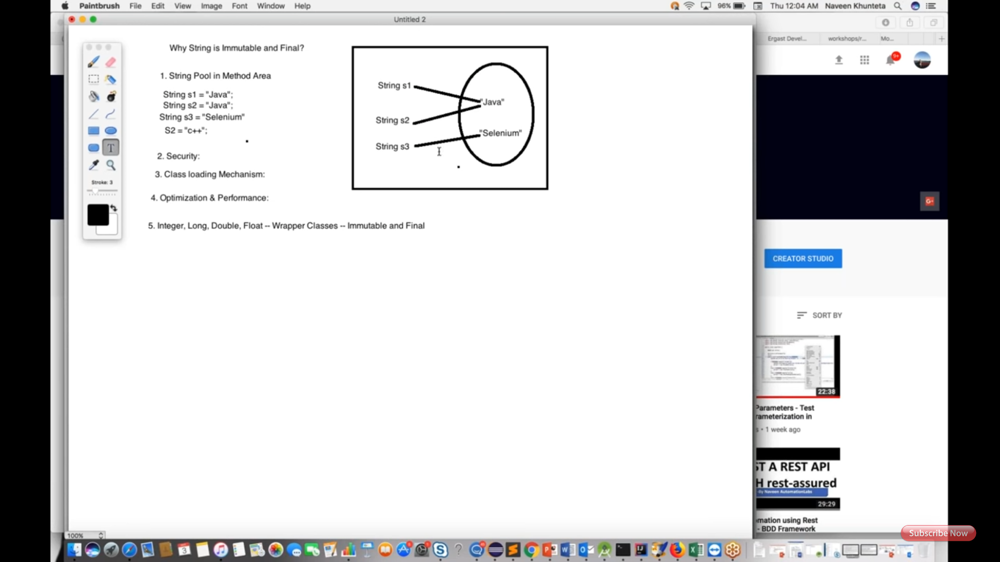 Paintbrush File Edit View Image Font Window Help
96% Thu 12:04 AM Naveen Khunteta
Untitled 2
Ergast Devel... workshops/r... Mo...
9+
Why String is Immutable and Final?
1. String Pool in Method Area
String s1 = "Java";
String s2 = "Java";
String s3 = "Selenium"
S2 = "c++";
2. Security:
3. Class loading Mechanism:
4. Optimization & Performance:
5. Integer, Long, Double, Float -- Wrapper Classes -- Immutable and Final
String s1
"Java"
String s2
"Selenium"
String s3
T
Stroke: 3
G+
CREATOR STUDIO
SORT BY
22:38
Parameters - Test
rameterization in
s • 1 week ago
ST A REST API
H rest-assured
-By Naveen AutomationLabs
29:29
mation using Rest
- BDD Framework
100%
Subscribe Now